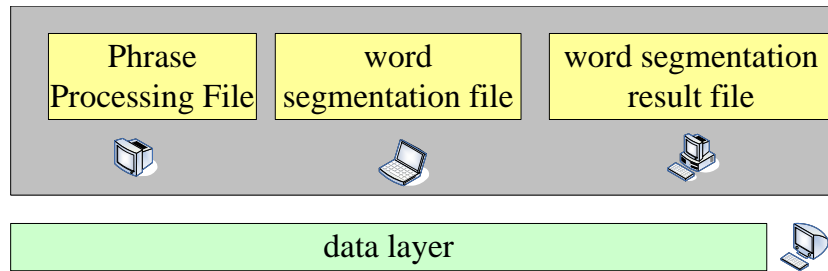 Phrase
Processing File
word
segmentation file
word segmentation
result file
data layer